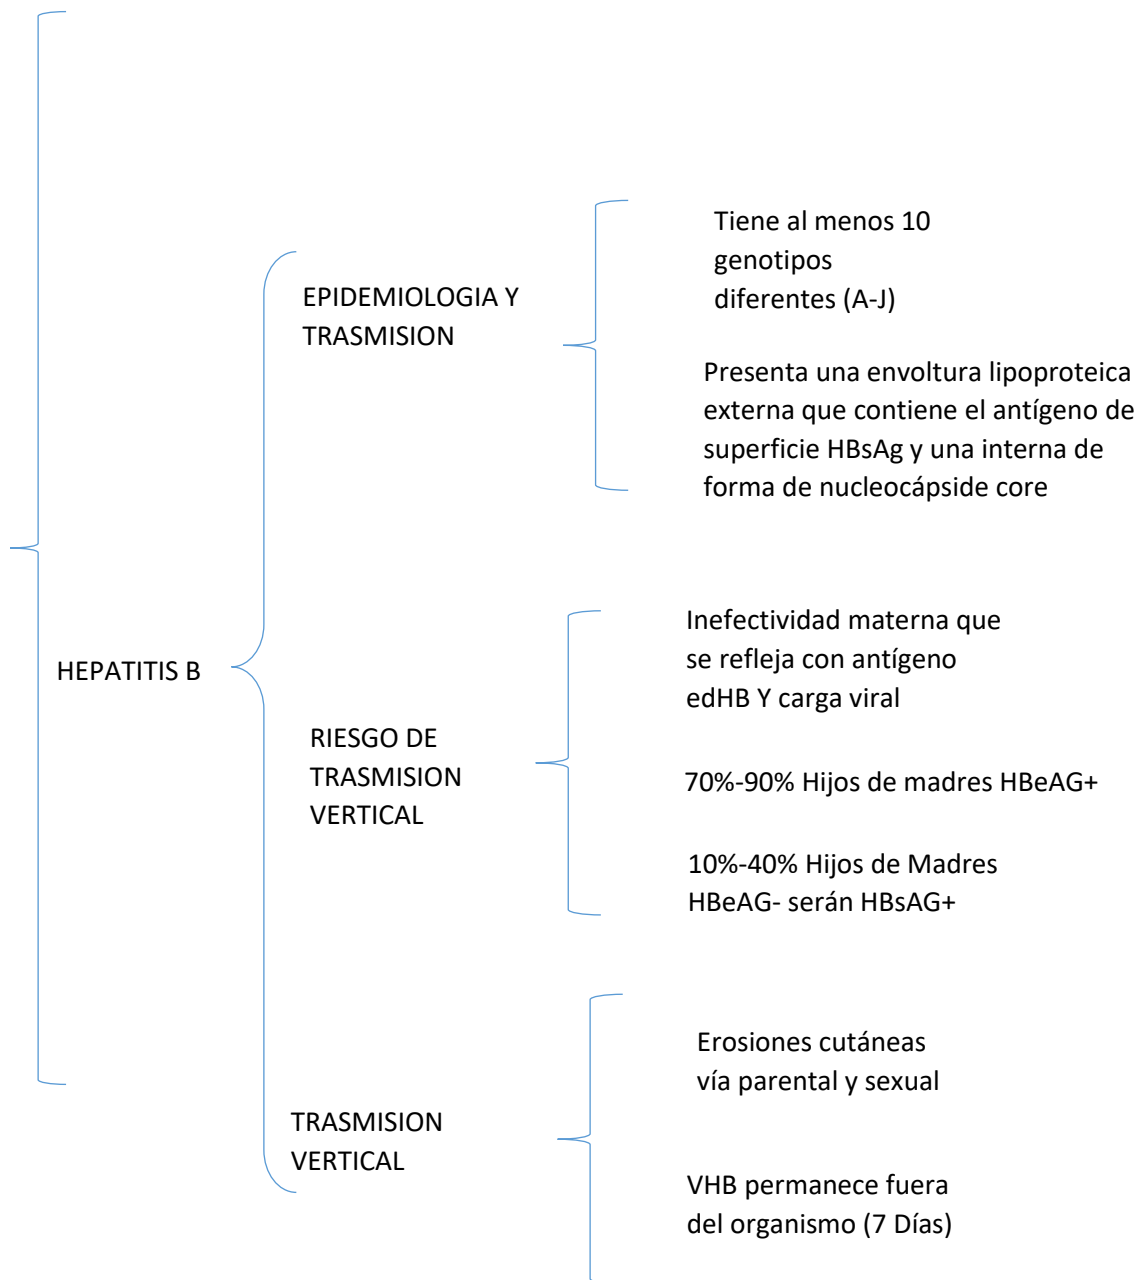 HEPATITIS B
EPIDEMIOLOGIA Y
TRASMISION
Tiene al menos 10
genotipos
diferentes (A-J)
Presenta una envoltura lipoproteica
externa que contiene el antígeno de
superficie HBsAg y una interna de
forma de nucleocápside core
RIESGO DE
TRASMISION
VERTICAL
Inefectividad materna que
se refleja con antígeno
edHB Y carga viral
70%-90% Hijos de madres HBeAG+
10%-40% Hijos de Madres
HBeAG- serán HBsAG+
TRASMISION
VERTICAL
Erosiones cutáneas
vía parental y sexual
VHB permanece fuera
del organismo (7 Días)